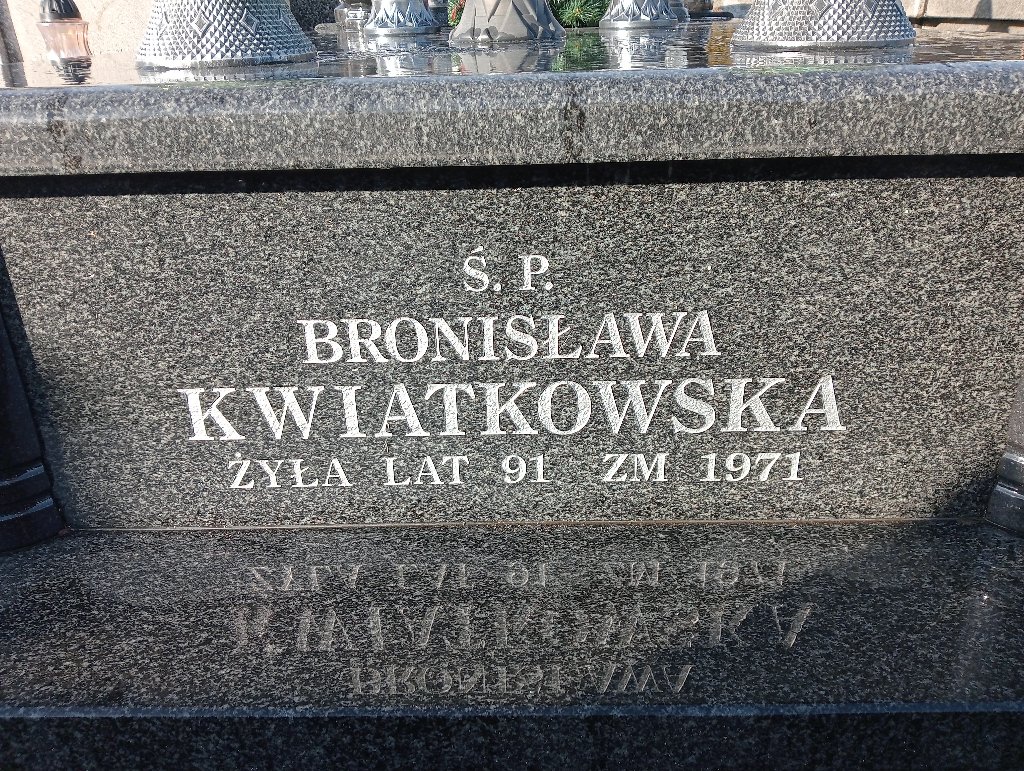 Ś. P.
BRONISŁAWA
KWIATKOWSKA
ŻYŁA LAT 91 ZM 1971